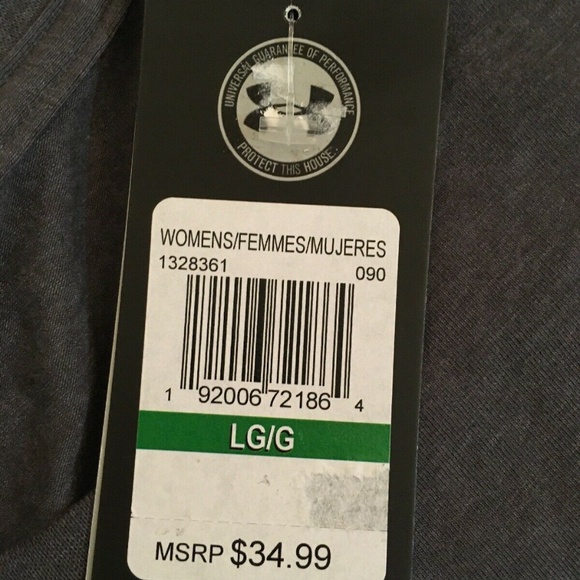 UNIVERSAL GUARANTEE OF PERFORMANCE
PROTECT THIS HOUSE.
WOMENS/FEMMES/MUJERES
1328361 090
1 92006 72186 4
LG/G
MSRP $34.99